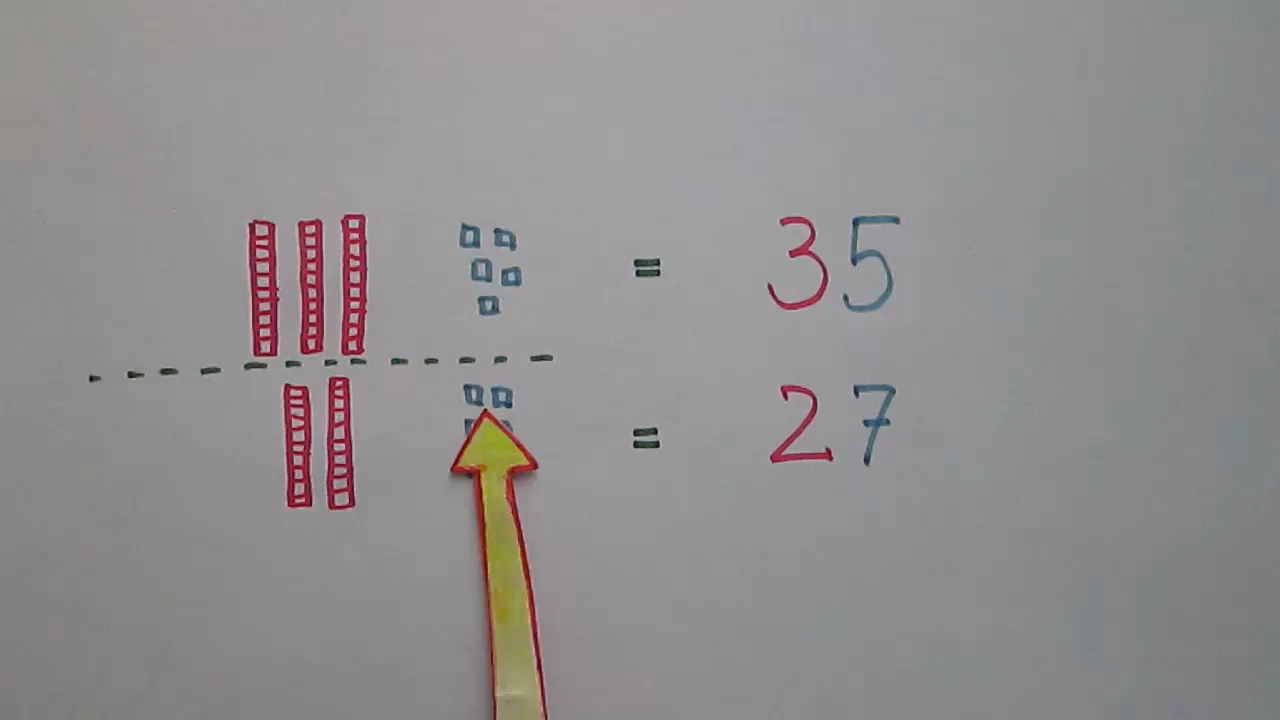 = 35
= 27